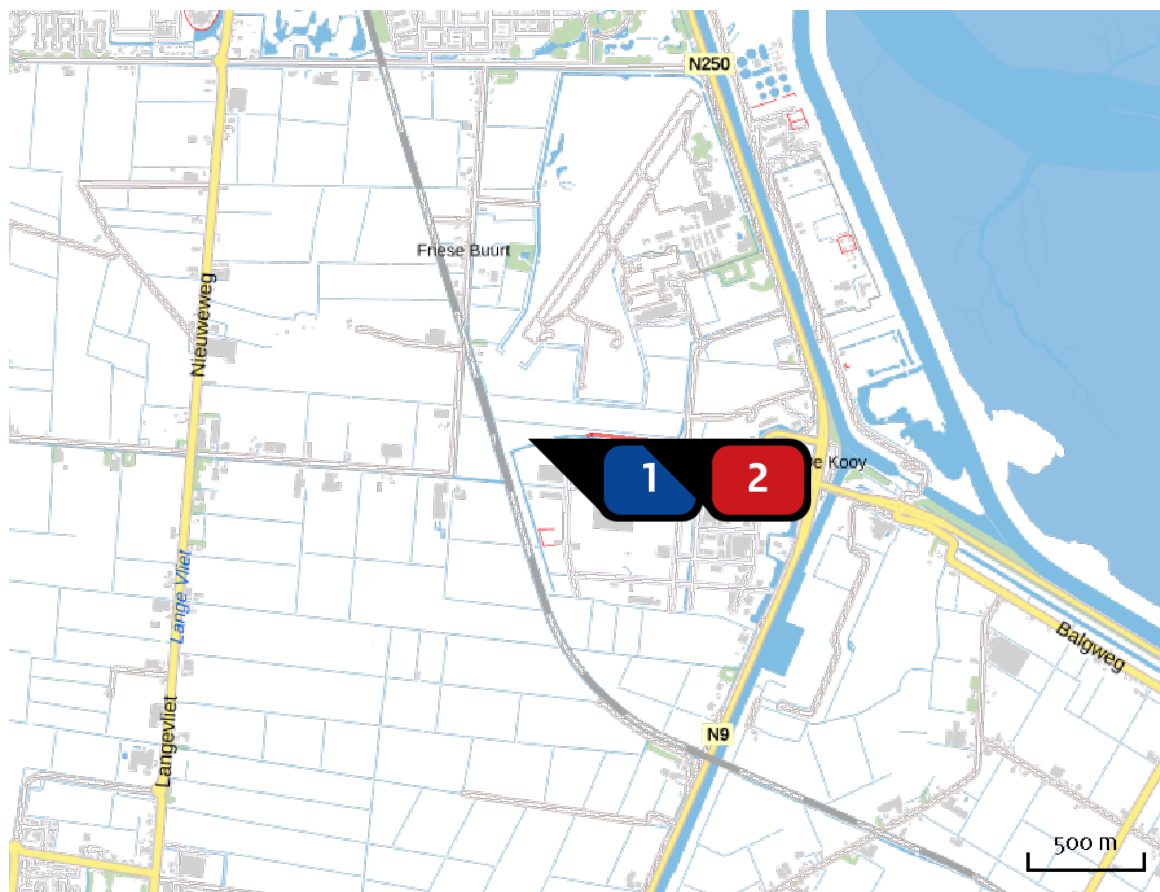 N250
Friese Buurt
Nieuweweg
1
2
De Kooy
Lange Vliet
Balgweg
Langevliet
N9
500 m